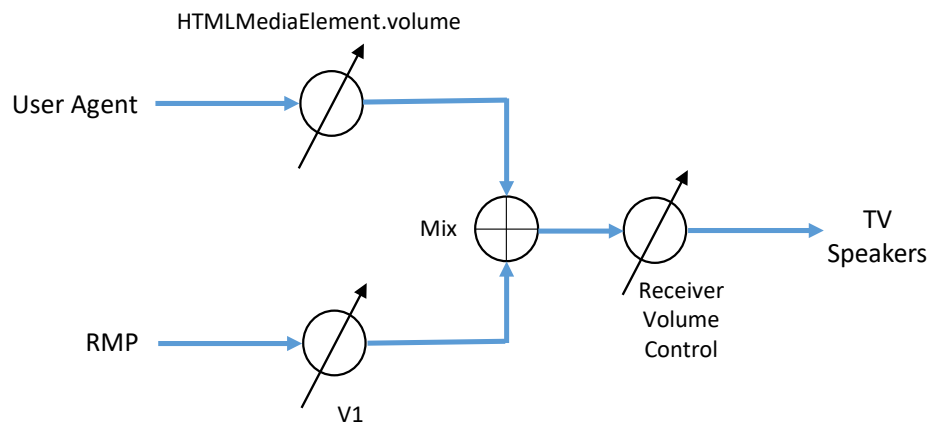 HTMLMediaElement.volume
User Agent
Mix
TV
Speakers
Receiver
Volume
Control
RMP
V1